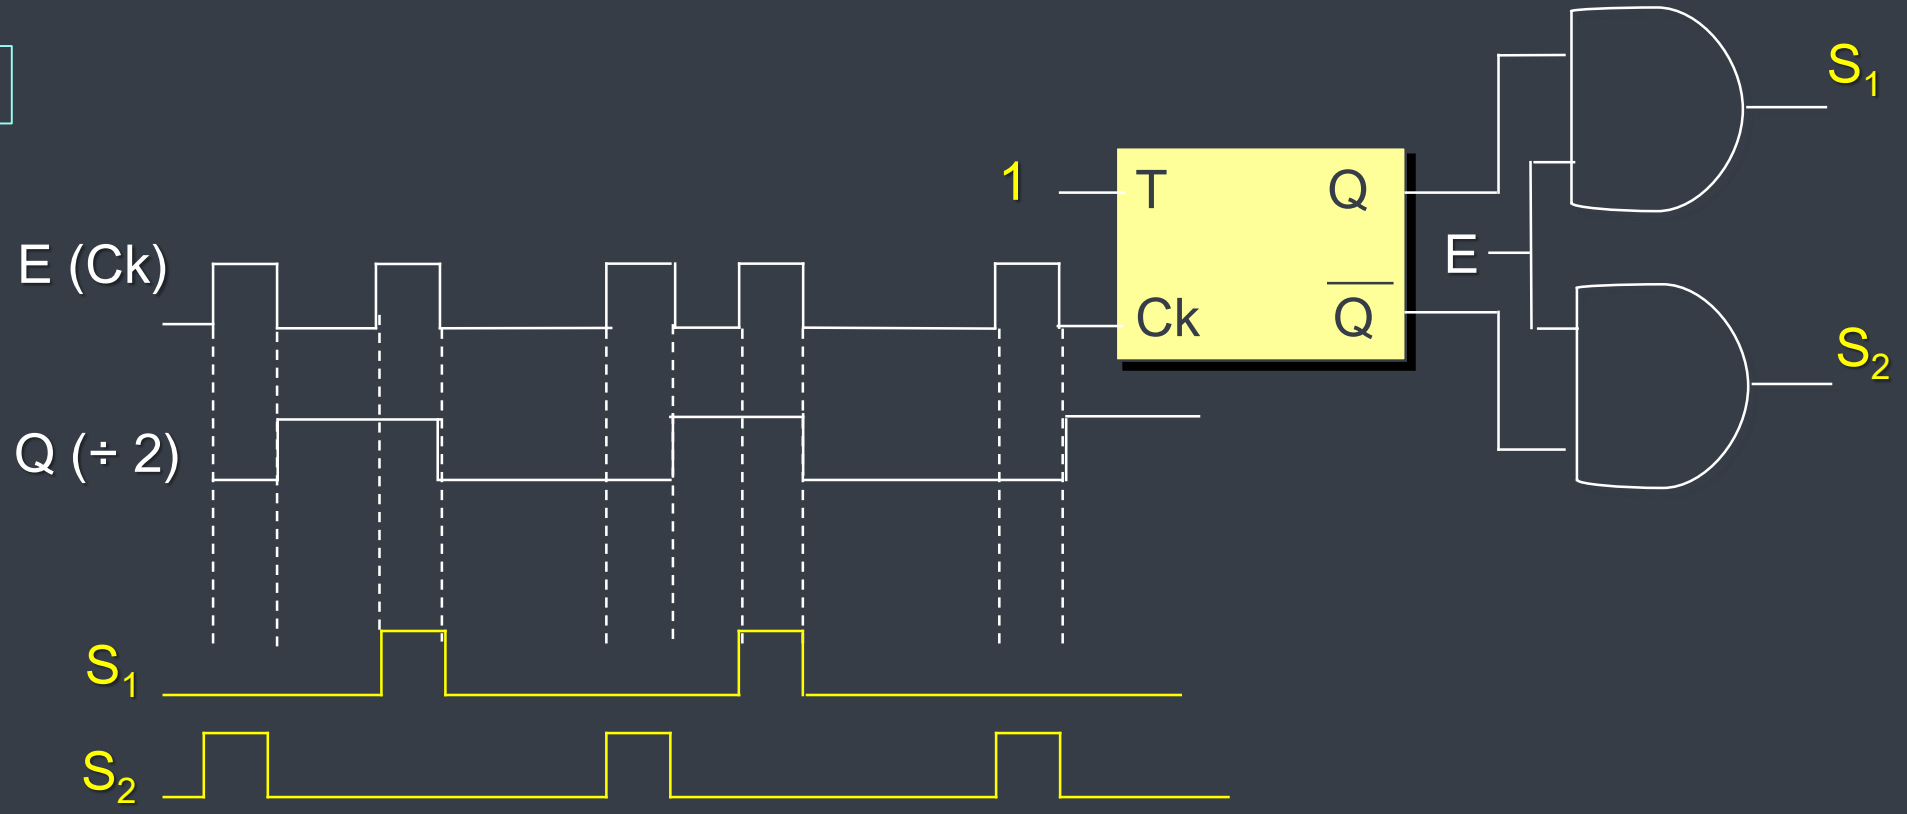 S₁
1
T Q
E (Ck)
E
Ck Q̅
S₂
Q (÷ 2)
S₁
S₂